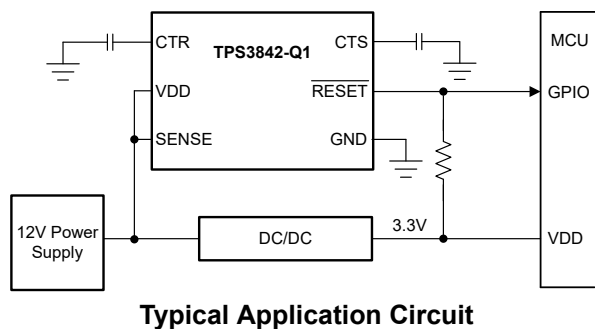 CTR
TPS3842-Q1
CTS
MCU
VDD
RESET
GPIO
SENSE
GND
12V Power
Supply
DC/DC
3.3V
VDD
Typical Application Circuit